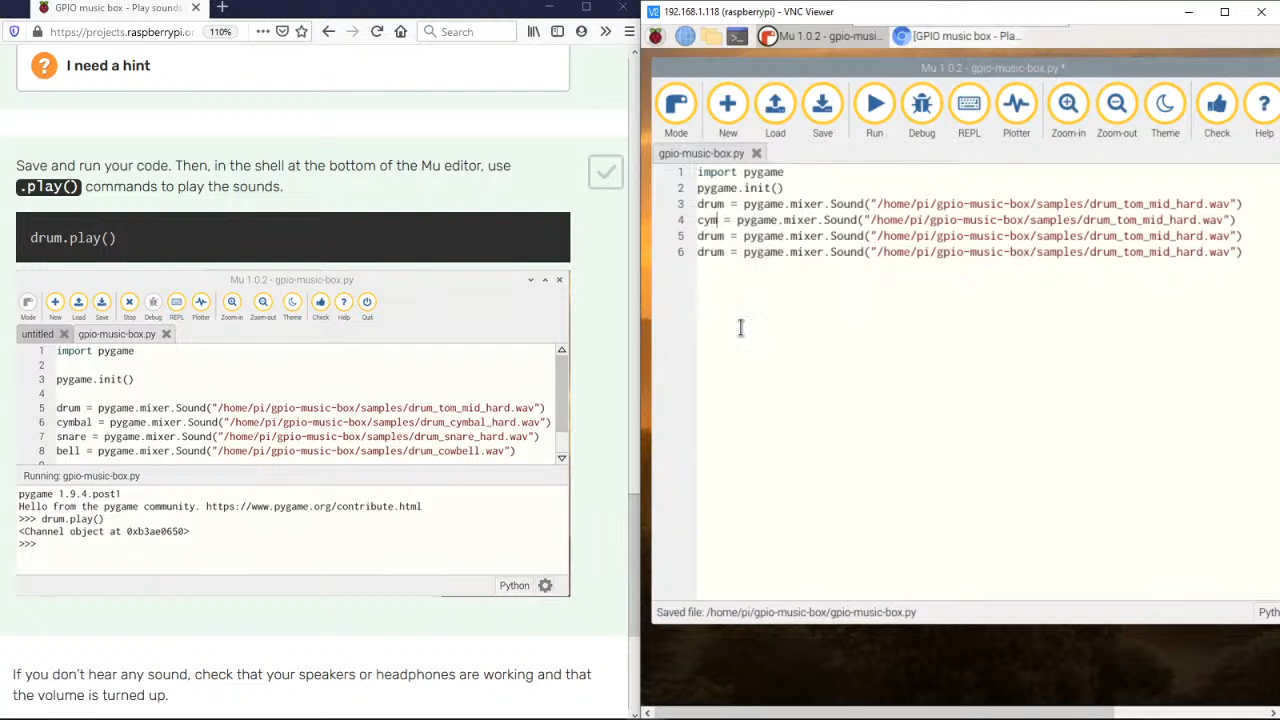 GPIO music box - Play sounds
https://projects.raspberrypi.o
110%
Search
I need a hint
Save and run your code. Then, in the shell at the bottom of the Mu editor, use
.play() commands to play the sounds.
drum.play()
Mu 1.0.2 - gpio-music-box.py
Mode New Load Save Stop Debug REPL Plotter Zoom-in Zoom-out Theme Check Help Quit
untitled gpio-music-box.py
1 import pygame
2
3 pygame.init()
4
5 drum = pygame.mixer.Sound("/home/pi/gpio-music-box/samples/drum_tom_mid_hard.wav")
6 cymbal = pygame.mixer.Sound("/home/pi/gpio-music-box/samples/drum_cymbal_hard.wav")
7 snare = pygame.mixer.Sound("/home/pi/gpio-music-box/samples/drum_snare_hard.wav")
8 bell = pygame.mixer.Sound("/home/pi/gpio-music-box/samples/drum_cowbell.wav")
Running: gpio-music-box.py
pygame 1.9.4.post1
Hello from the pygame community. https://www.pygame.org/contribute.html
>>> drum.play()
<Channel object at 0xb3ae0650>
>>>
Python
If you don't hear any sound, check that your speakers or headphones are working and that
the volume is turned up.
192.168.1.118 (raspberrypi) - VNC Viewer
Mu 1.0.2 - gpio-musi... [GPIO music box - Pla...
Mu 1.0.2 - gpio-music-box.py *
Mode New Load Save Run Debug REPL Plotter Zoom-in Zoom-out Theme Check Help
gpio-music-box.py
1 import pygame
2 pygame.init()
3 drum = pygame.mixer.Sound("/home/pi/gpio-music-box/samples/drum_tom_mid_hard.wav")
4 cym = pygame.mixer.Sound("/home/pi/gpio-music-box/samples/drum_tom_mid_hard.wav")
5 drum = pygame.mixer.Sound("/home/pi/gpio-music-box/samples/drum_tom_mid_hard.wav")
6 drum = pygame.mixer.Sound("/home/pi/gpio-music-box/samples/drum_tom_mid_hard.wav")
Saved file: /home/pi/gpio-music-box/gpio-music-box.py
Pyth